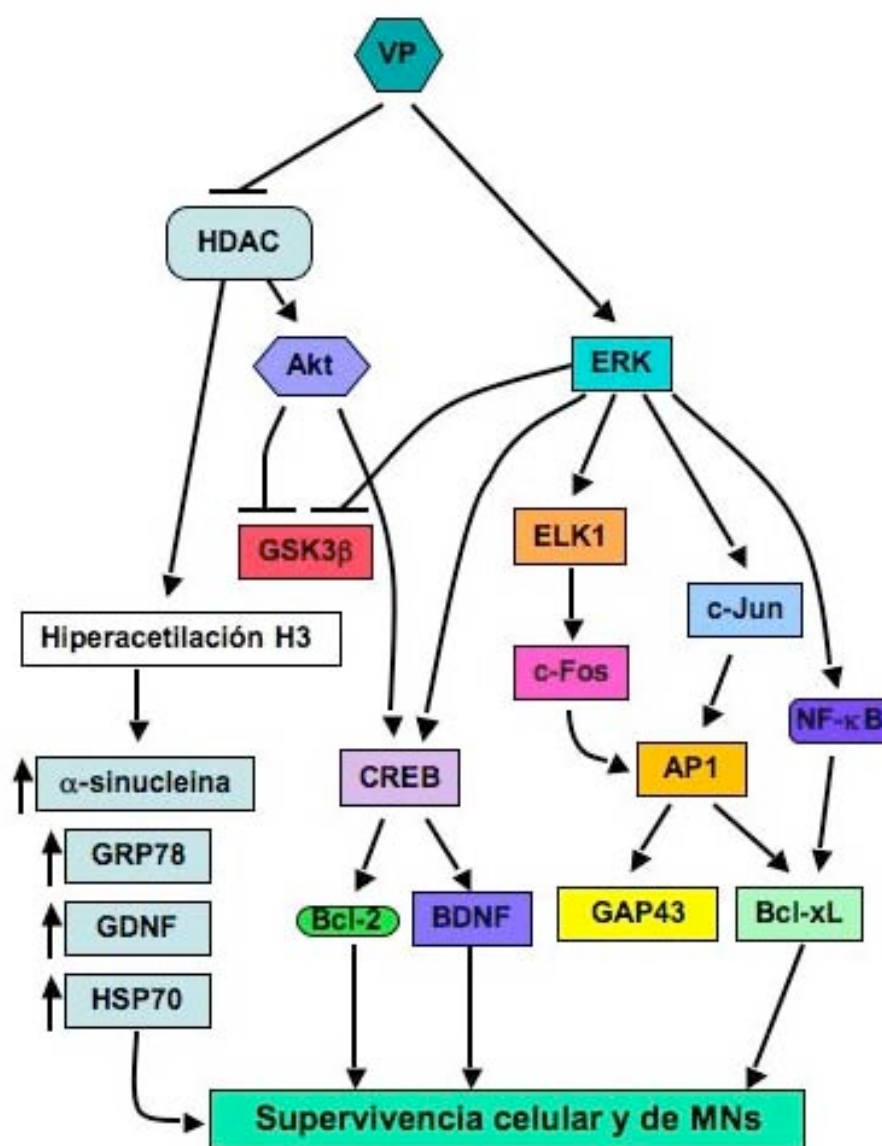 VP
HDAC
Akt
ERK
GSK3β
ELK1
c-Jun
Hiperacetilación H3
c-Fos
NF-κB
α-sinucleina
CREB
AP1
GRP78
GDNF
Bcl-2
BDNF
GAP43
Bcl-xL
HSP70
Supervivencia celular y de MNs